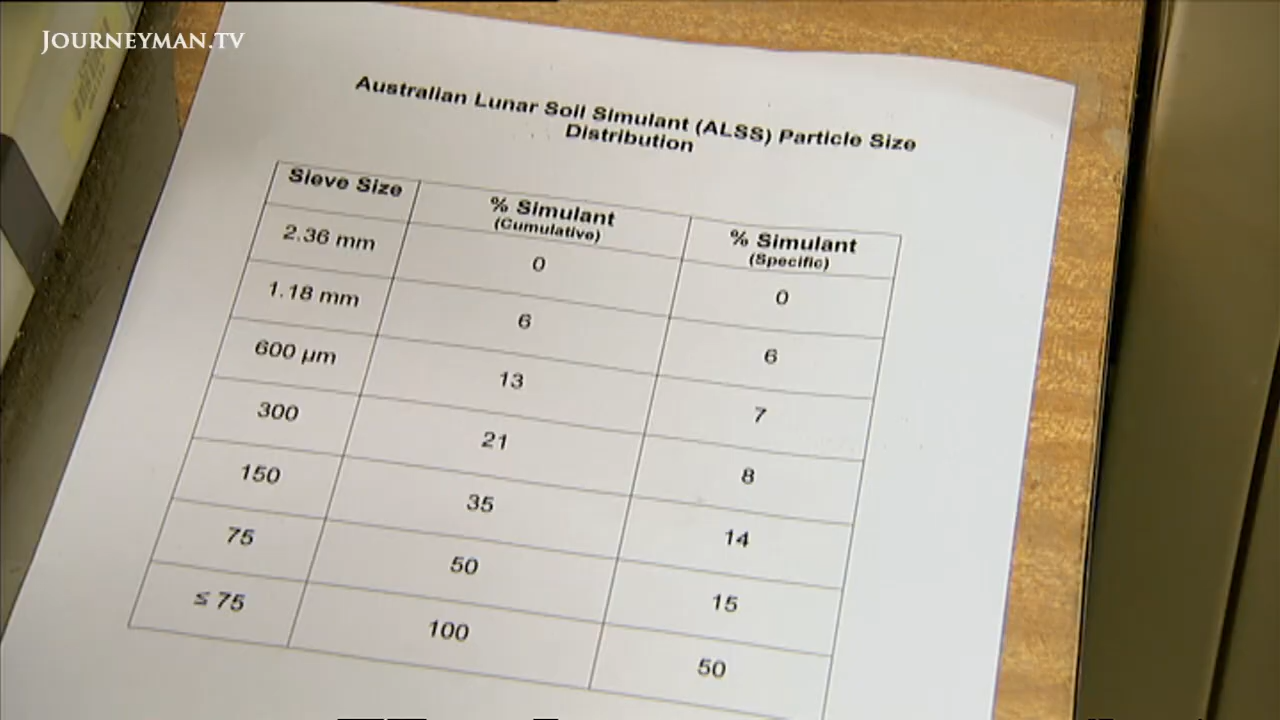 JOURNEYMAN.TV
Australian Lunar Soil Simulant (ALSS) Particle Size
Distribution
Sieve Size % Simulant (Cumulative) % Simulant (Specific)
2.36 mm 0 0
1.18 mm 6 6
600 µm 13 7
300 21 8
150 35 14
75 50 15
≤ 75 100 50